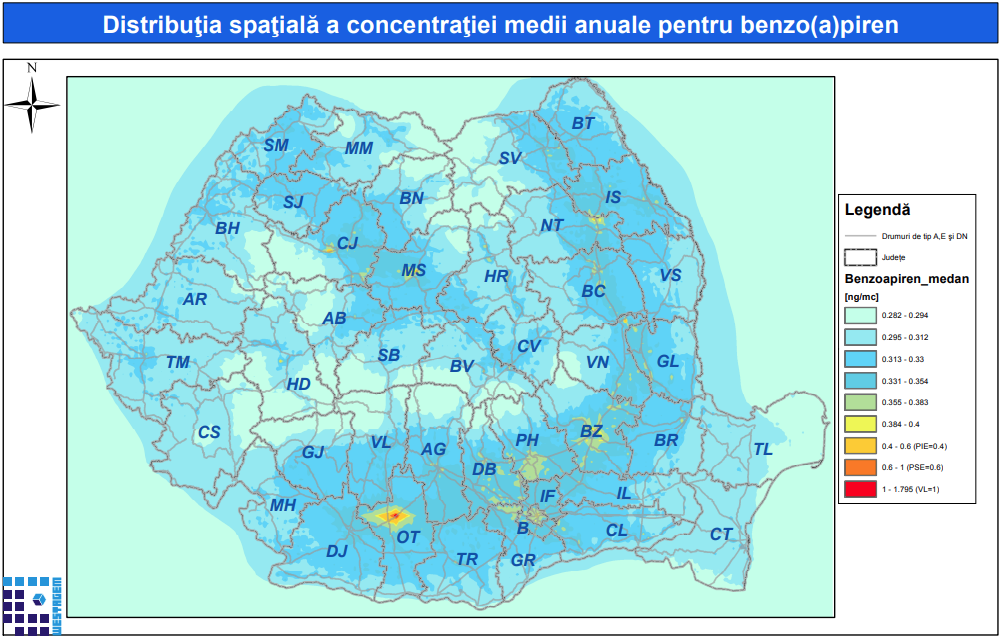 Distribuţia spaţială a concentraţiei medii anuale pentru benzo(a)piren
N
BT
SM
MM
SV
SJ
BN
IS
BH
NT
CJ
MS
HR
VS
BC
AR
AB
CV
SB
TM
BV
VN
GL
HD
CS
BZ
VL
AG
PH
BR
TL
GJ
DB
IF
IL
MH
B
CL
CT
OT
DJ
TR
GR
Legendă
Drumuri de tip A,E şi DN
Judeţe
Benzoapiren_medan
[ng/mc]
0.282 - 0.294
0.295 - 0.312
0.313 - 0.33
0.331 - 0.354
0.355 - 0.383
0.384 - 0.4
0.4 - 0.6 (PIE=0.4)
0.6 - 1 (PSE=0.6)
1 - 1.795 (VL=1)
WESTAGEM